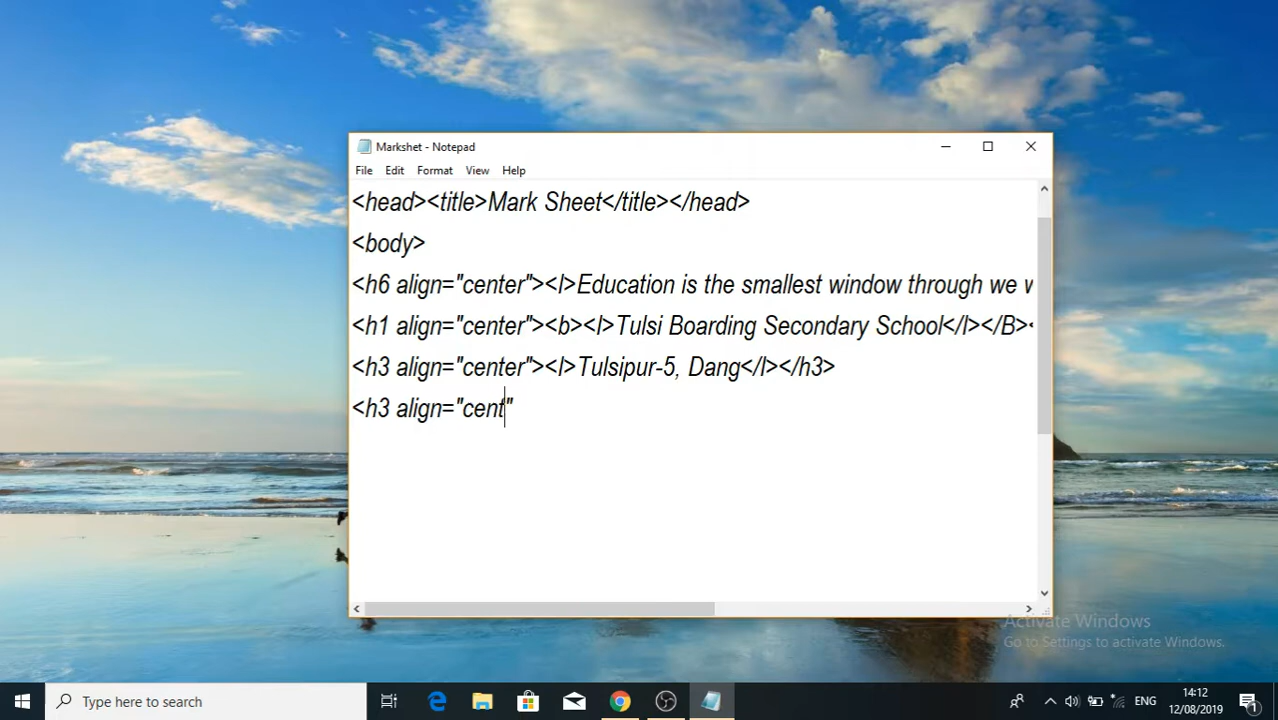 Markshet - Notepad
File Edit Format View Help
<head><title>Mark Sheet</title></head>
<body>
<h6 align="center"><I>Education is the smallest window through we
<h1 align="center"><b><I>Tulsi Boarding Secondary School</I></B><
<h3 align="center"><I>Tulsipur-5, Dang</I></h3>
<h3 align="cent"
Activate Windows
Go to Settings to activate Windows.
Type here to search
ENG
14:12
12/08/2019
1